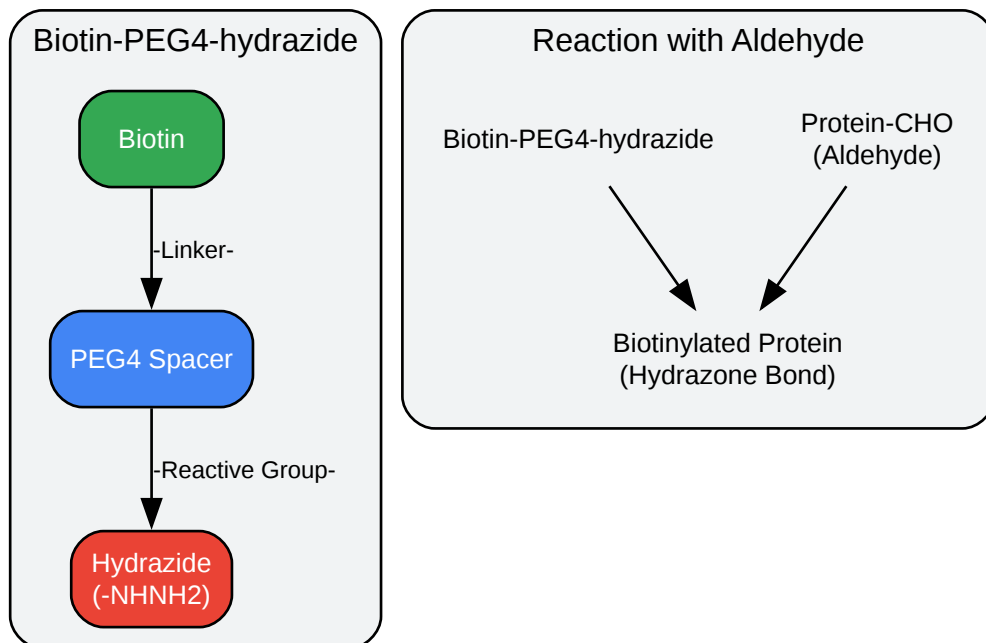 Biotin-PEG4-hydrazide
Biotin
-Linker-
PEG4 Spacer
-Reactive Group-
Hydrazide
(-NHNH2)
Reaction with Aldehyde
Biotin-PEG4-hydrazide
Protein-CHO
(Aldehyde)
Biotinylated Protein
(Hydrazone Bond)